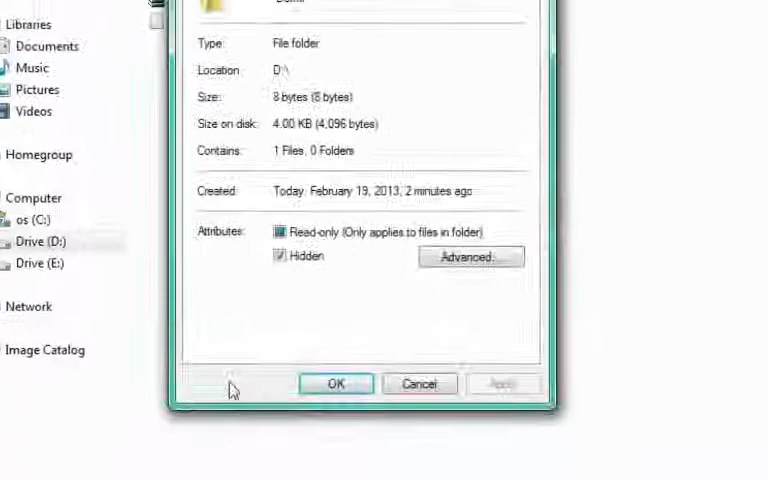 Libraries
Documents
Music
Pictures
Videos
Homegroup
Computer
os (C:)
Drive (D:)
Drive (E:)
Network
Image Catalog
Type: File folder
Location D:\
Size: 8 bytes (8 bytes)
Size on disk: 4.00 KB (4,096 bytes)
Contains: 1 Files, 0 Folders
Created: Today, February 19, 2013, 2 minutes ago
Attributes: Read-only (Only applies to files in folder)
Hidden
Advanced...
OK Cancel Apply